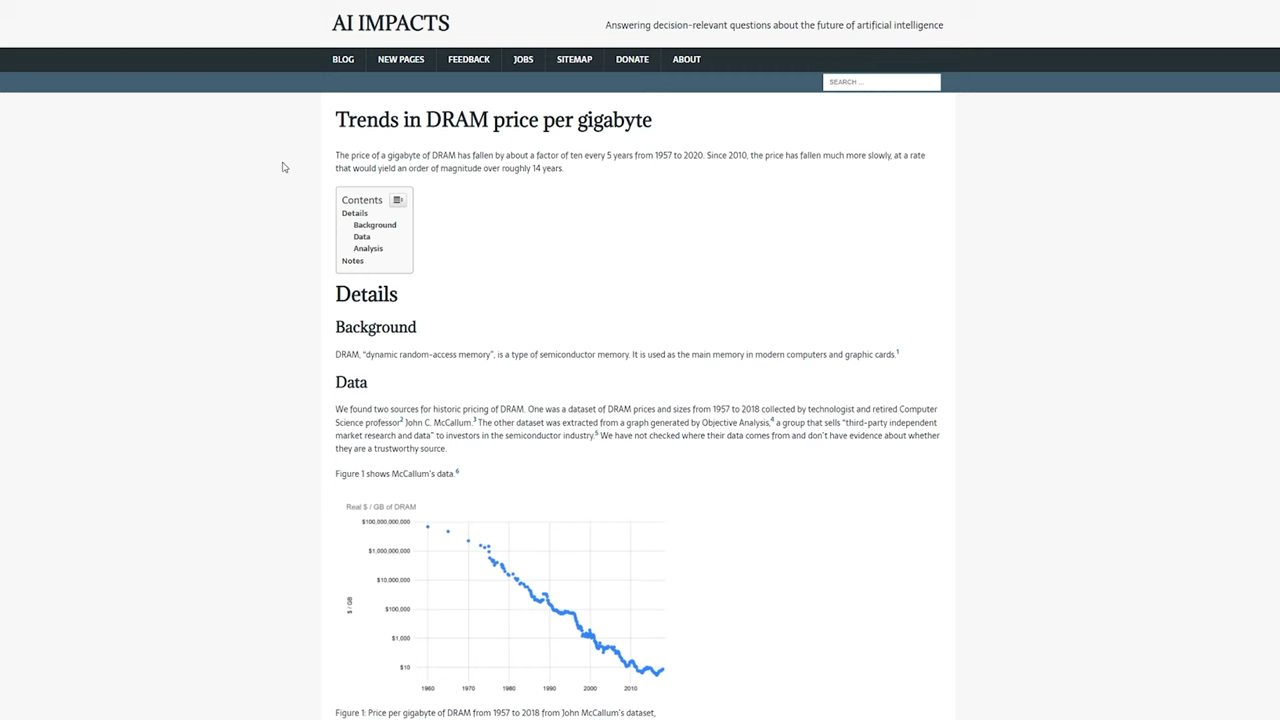 AI IMPACTS
Answering decision-relevant questions about the future of artificial intelligence
BLOG
NEW PAGES
FEEDBACK
JOBS
SITEMAP
DONATE
ABOUT
SEARCH ...
Trends in DRAM price per gigabyte
The price of a gigabyte of DRAM has fallen by about a factor of ten every 5 years from 1957 to 2020. Since 2010, the price has fallen much more slowly, at a rate
that would yield an order of magnitude over roughly 14 years.
Contents
Details
Background
Data
Analysis
Notes
Details
Background
DRAM, “dynamic random-access memory”, is a type of semiconductor memory. It is used as the main memory in modern computers and graphic cards.1
Data
We found two sources for historic pricing of DRAM. One was a dataset of DRAM prices and sizes from 1957 to 2018 collected by technologist and retired Computer
Science professor2 John C. McCallum.3 The other dataset was extracted from a graph generated by Objective Analysis,4 a group that sells “third-party independent
market research and data” to investors in the semiconductor industry.5 We have not checked where their data comes from and don’t have evidence about whether
they are a trustworthy source.
Figure 1 shows McCallum’s data.6
Real $ / GB of DRAM
$100,000,000,000
$1,000,000,000
$10,000,000
$100,000
$1,000
$10
$ / GB
1960
1970
1980
1990
2000
2010
Figure 1: Price per gigabyte of DRAM from 1957 to 2018 from John McCallum’s dataset,